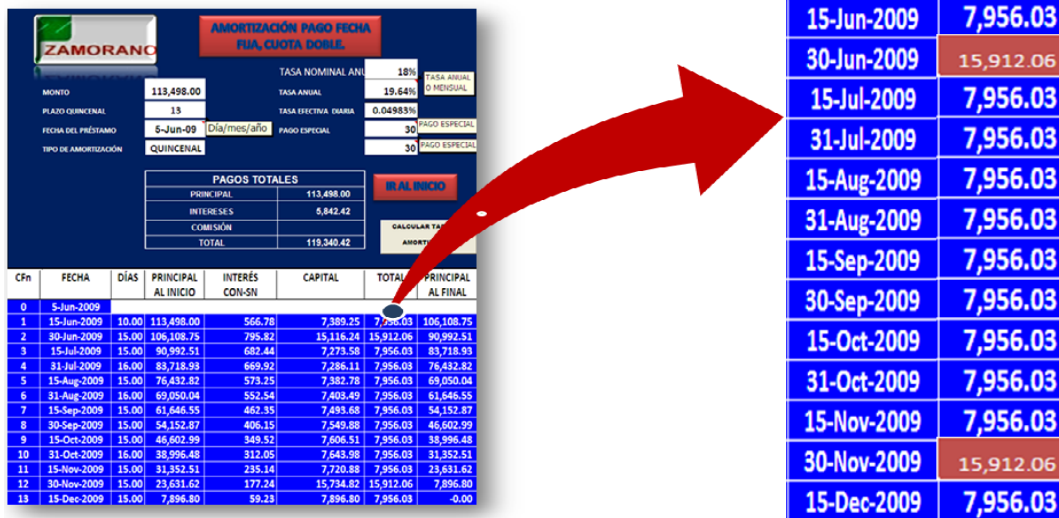 ZAMORANO
AMORTIZACIÓN PAGO FECHA
FIJA, CUOTA DOBLE.
TASA NOMINAL ANU 18%
TASA ANUAL
O MENSUAL
MONTO 113,498.00 TASA ANUAL 19.64%
PLAZO QUINCENAL 13 TASA EFECTIVA DIARIA 0.04983%
FECHA DEL PRÉSTAMO 5-Jun-09 Día/mes/año PAGO ESPECIAL 30 PAGO ESPECIAL
TIPO DE AMORTIZACIÓN QUINCENAL 30 PAGO ESPECIAL
PAGOS TOTALES
PRINCIPAL 113,498.00
INTERESES 5,842.42
COMISIÓN
TOTAL 119,340.42
IR AL INICIO
CALCULAR
CFn FECHA DÍAS PRINCIPAL INTERÉS CAPITAL TOTAL PRINCIPAL
AL INICIO CON-SN AL FINAL
0 5-Jun-2009
1 15-Jun-2009 10.00 113,498.00 566.78 7,389.25 7,956.03 106,108.75
2 30-Jun-2009 15.00 106,108.75 795.82 15,116.24 15,912.06 90,992.51
3 15-Jul-2009 15.00 90,992.51 682.44 7,273.58 7,956.03 83,718.93
4 31-Jul-2009 16.00 83,718.93 669.92 7,286.11 7,956.03 76,432.82
5 15-Aug-2009 15.00 76,432.82 573.25 7,382.78 7,956.03 69,050.04
6 31-Aug-2009 16.00 69,050.04 552.54 7,403.49 7,956.03 61,646.55
7 15-Sep-2009 15.00 61,646.55 462.35 7,493.68 7,956.03 54,152.87
8 30-Sep-2009 15.00 54,152.87 406.15 7,549.88 7,956.03 46,602.99
9 15-Oct-2009 15.00 46,602.99 349.52 7,606.51 7,956.03 38,996.48
10 31-Oct-2009 16.00 38,996.48 312.05 7,643.98 7,956.03 31,352.51
11 15-Nov-2009 15.00 31,352.51 235.14 7,720.88 7,956.03 23,631.62
12 30-Nov-2009 15.00 23,631.62 177.24 15,734.82 15,912.06 7,896.80
13 15-Dec-2009 15.00 7,896.80 59.23 7,896.80 7,956.03 -0.00
15-Jun-2009 7,956.03
30-Jun-2009 15,912.06
15-Jul-2009 7,956.03
31-Jul-2009 7,956.03
15-Aug-2009 7,956.03
31-Aug-2009 7,956.03
15-Sep-2009 7,956.03
30-Sep-2009 7,956.03
15-Oct-2009 7,956.03
31-Oct-2009 7,956.03
15-Nov-2009 7,956.03
30-Nov-2009 15,912.06
15-Dec-2009 7,956.03